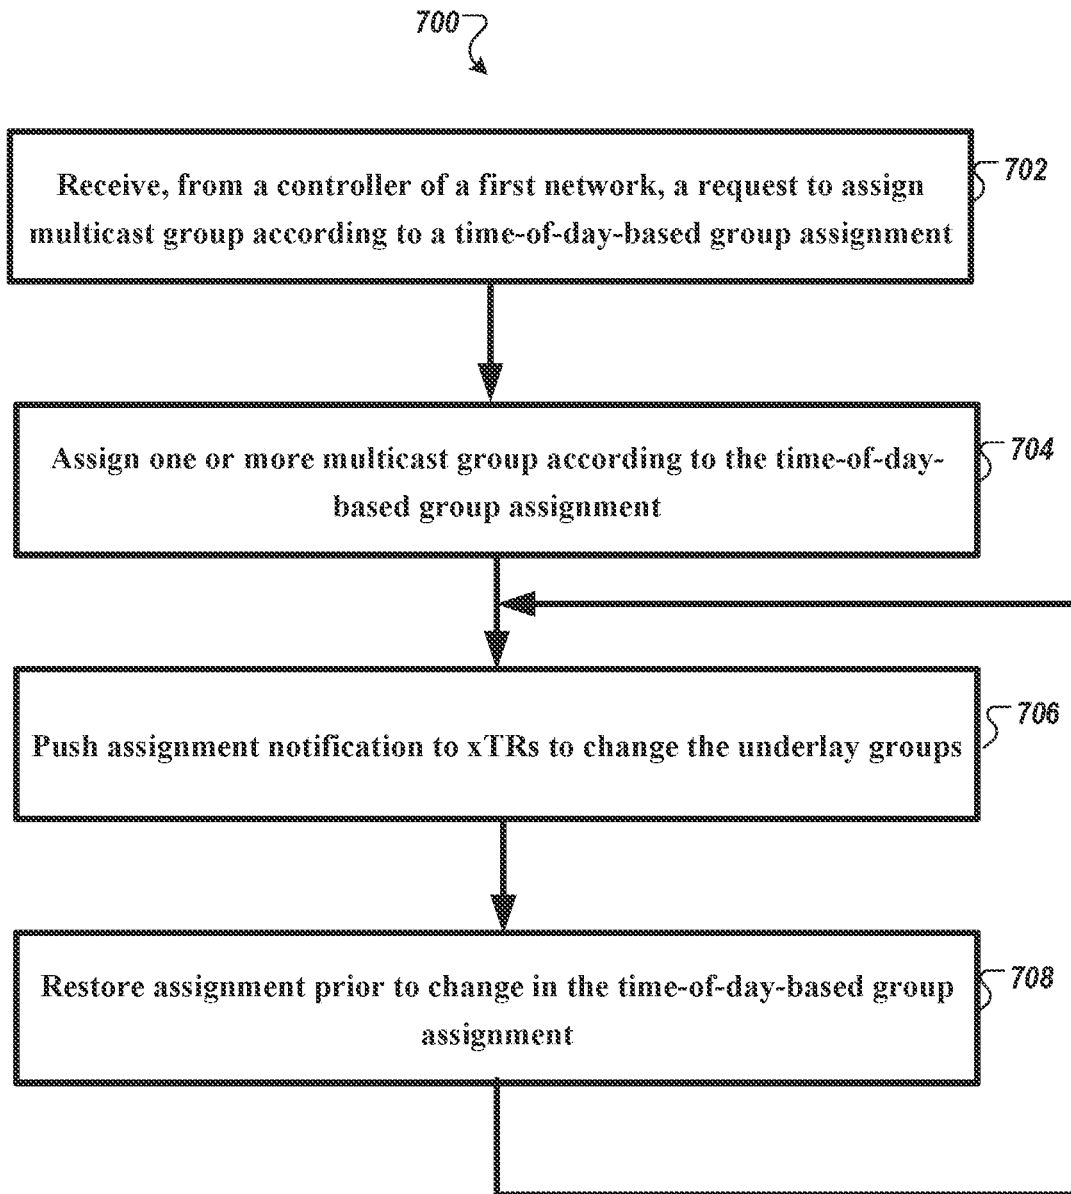 700
Receive, from a controller of a first network, a request to assign
multicast group according to a time-of-day-based group assignment
702
Assign one or more multicast group according to the time-of-day-
based group assignment
704
Push assignment notification to xTRs to change the underlay groups
706
Restore assignment prior to change in the time-of-day-based group
assignment
708